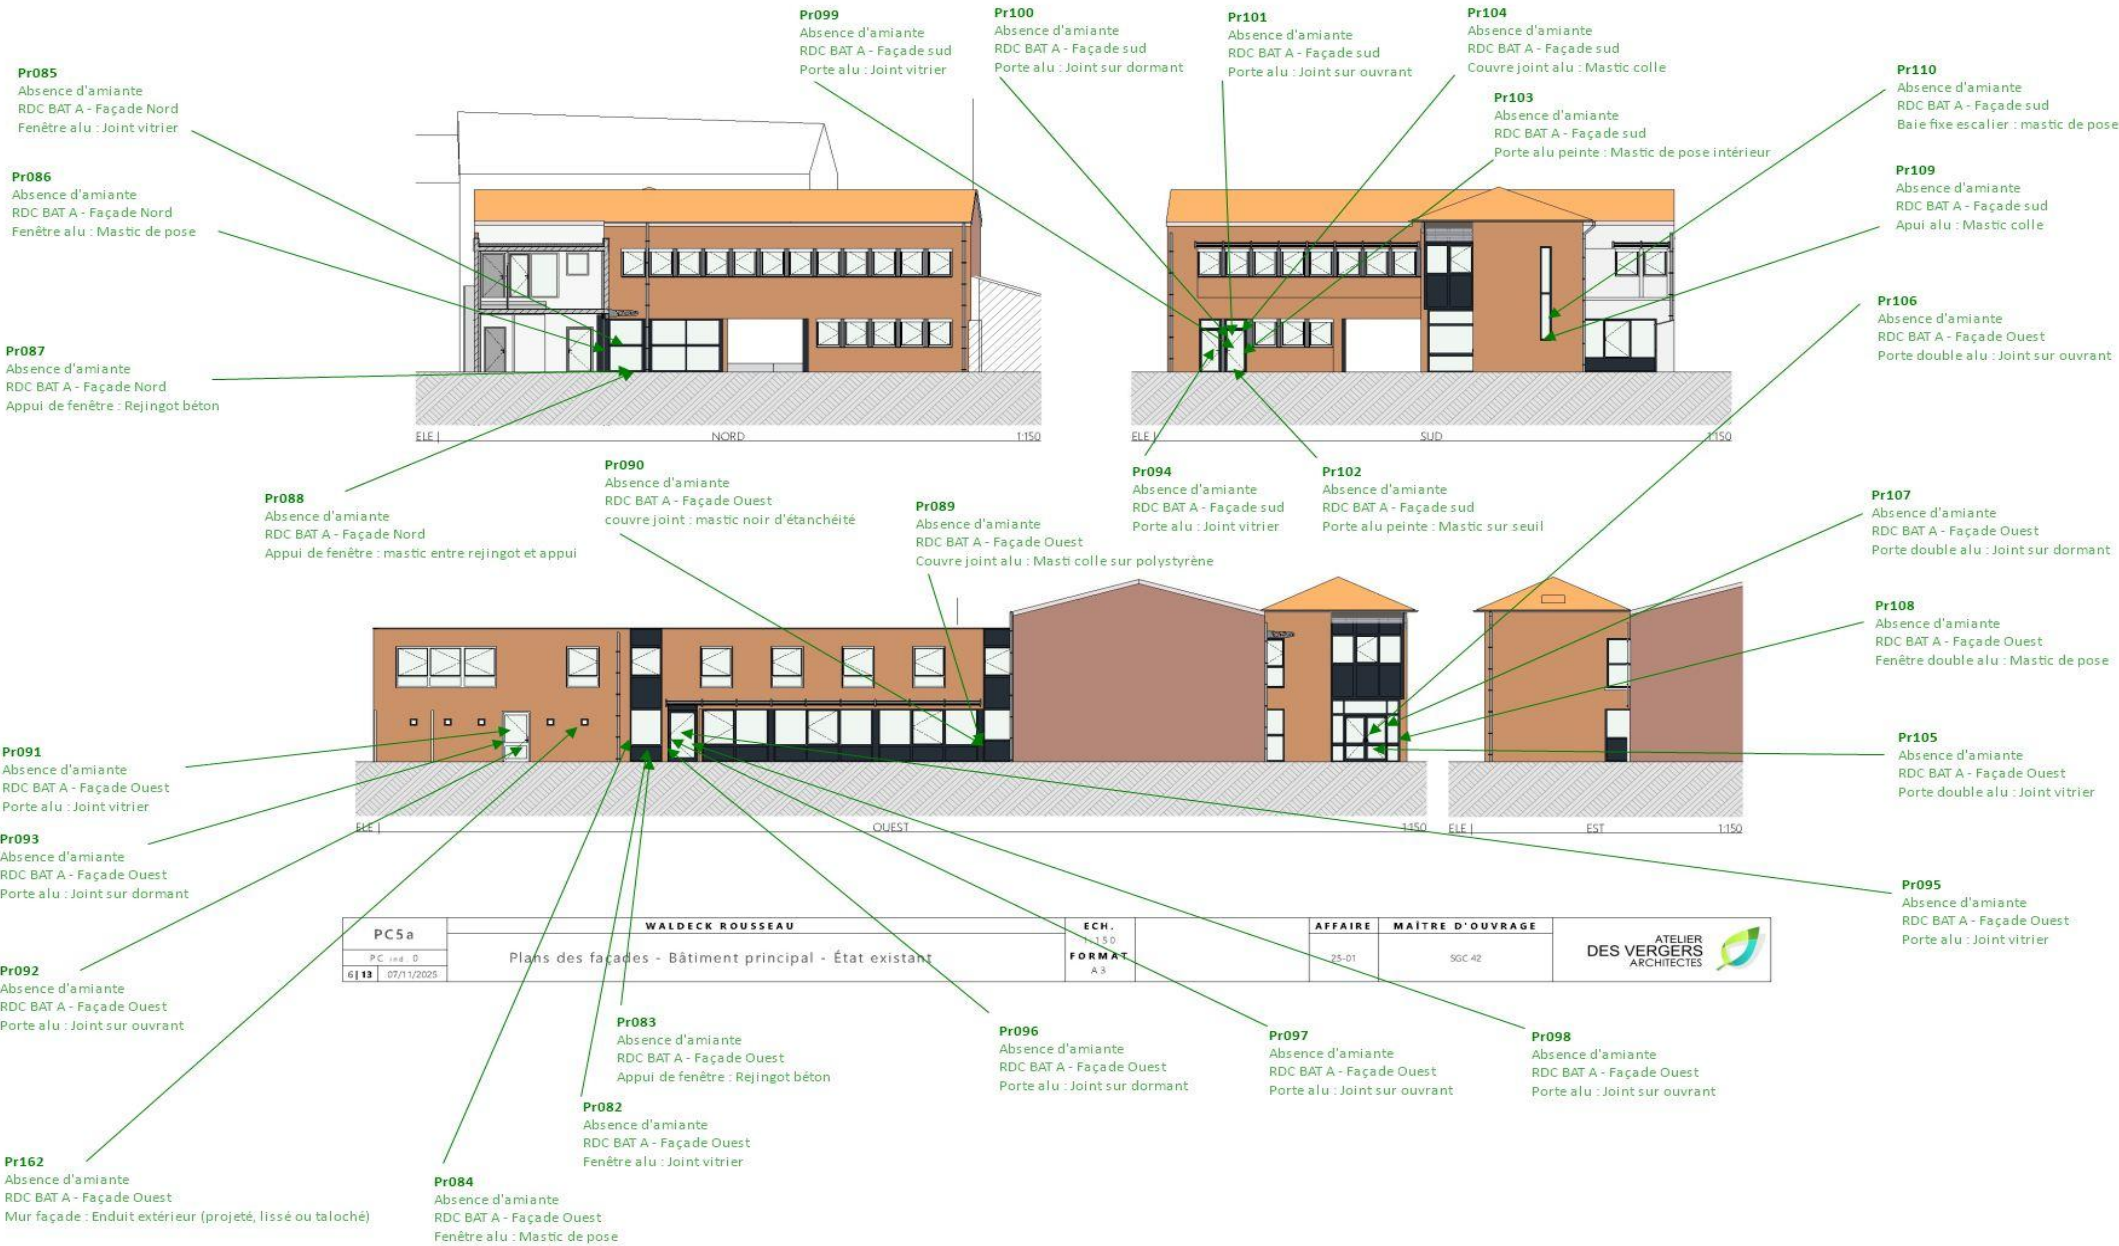 Pr099
Absence d'amiante
RDC BAT A - Façade sud
Porte alu : Joint vitrier
Pr100
Absence d'amiante
RDC BAT A - Façade sud
Porte alu : Joint sur dormant
Pr101
Absence d'amiante
RDC BAT A - Façade sud
Porte alu : Joint sur ouvrant
Pr104
Absence d'amiante
RDC BAT A - Façade sud
Couvre joint alu : Mastic colle
Pr085
Absence d'amiante
RDC BAT A - Façade Nord
Fenêtre alu : Joint vitrier
Pr110
Absence d'amiante
RDC BAT A - Façade sud
Baie fixe escalier : mastic de pose
Pr103
Absence d'amiante
RDC BAT A - Façade sud
Porte alu peinte : Mastic de pose intérieur
Pr086
Absence d'amiante
RDC BAT A - Façade Nord
Fenêtre alu : Mastic de pose
Pr109
Absence d'amiante
RDC BAT A - Façade sud
Apui alu : Mastic colle
Pr106
Absence d'amiante
RDC BAT A - Façade Ouest
Porte double alu : Joint sur ouvrant
Pr087
Absence d'amiante
RDC BAT A - Façade Nord
Appui de fenêtre : Rejingot béton
ELE | NORD 1:150
ELE | SUD 1:150
Pr088
Absence d'amiante
RDC BAT A - Façade Nord
Appui de fenêtre : mastic entre rejingot et appui
Pr090
Absence d'amiante
RDC BAT A - Façade Ouest
couvre joint : mastic noir d'étanchéité
Pr089
Absence d'amiante
RDC BAT A - Façade Ouest
Couvre joint alu : Masti colle sur polystyrène
Pr094
Absence d'amiante
RDC BAT A - Façade sud
Porte alu : Joint vitrier
Pr102
Absence d'amiante
RDC BAT A - Façade sud
Porte alu peinte : Mastic sur seuil
Pr107
Absence d'amiante
RDC BAT A - Façade Ouest
Porte double alu : Joint sur dormant
Pr108
Absence d'amiante
RDC BAT A - Façade Ouest
Fenêtre double alu : Mastic de pose
Pr091
Absence d'amiante
RDC BAT A - Façade Ouest
Porte alu : Joint vitrier
Pr105
Absence d'amiante
RDC BAT A - Façade Ouest
Porte double alu : Joint vitrier
ELE | OUEST 1:150
ELE | EST 1:150
Pr093
Absence d'amiante
RDC BAT A - Façade Ouest
Porte alu : Joint sur dormant
Pr095
Absence d'amiante
RDC BAT A - Façade Ouest
Porte alu : Joint vitrier
PC5a
PC ind. D
6|13 07/11/2025
WALDECK ROUSSEAU
Plans des façades - Bâtiment principal - État existant
ECH.
1:150
FORMAT
A3
AFFAIRE
25-01
MAÎTRE D'OUVRAGE
SGC 42
ATELIER
DES VERGERS
ARCHITECTES
Pr092
Absence d'amiante
RDC BAT A - Façade Ouest
Porte alu : Joint sur ouvrant
Pr083
Absence d'amiante
RDC BAT A - Façade Ouest
Appui de fenêtre : Rejingot béton
Pr096
Absence d'amiante
RDC BAT A - Façade Ouest
Porte alu : Joint sur dormant
Pr097
Absence d'amiante
RDC BAT A - Façade Ouest
Porte alu : Joint sur ouvrant
Pr098
Absence d'amiante
RDC BAT A - Façade Ouest
Porte alu : Joint sur ouvrant
Pr082
Absence d'amiante
RDC BAT A - Façade Ouest
Fenêtre alu : Joint vitrier
Pr162
Absence d'amiante
RDC BAT A - Façade Ouest
Mur façade : Enduit extérieur (projeté, lissé ou taloché)
Pr084
Absence d'amiante
RDC BAT A - Façade Ouest
Fenêtre alu : Mastic de pose